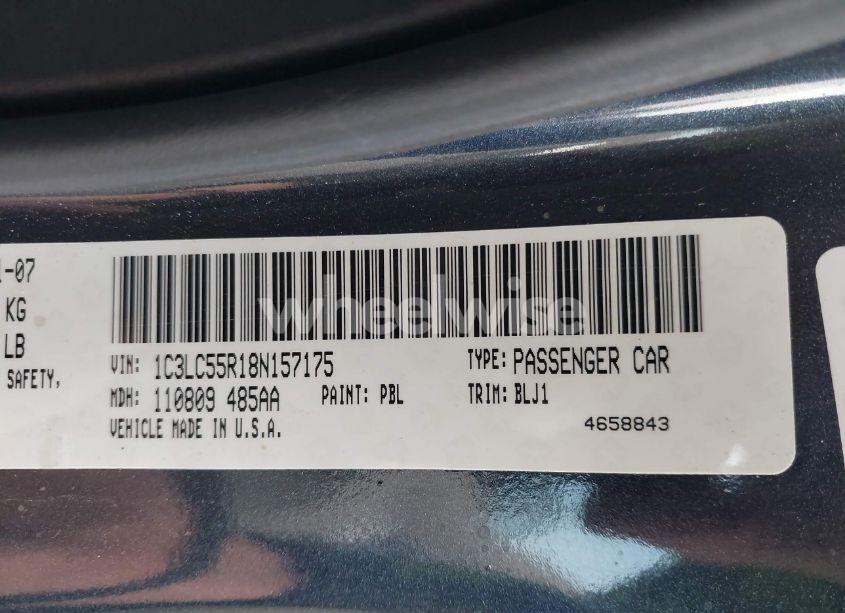 1-07
KG
LB
SAFETY,
wheelwise
VIN: 1C3LC55R18N157175 TYPE: PASSENGER CAR
MDH: 110809 485AA PAINT: PBL TRIM: BLJ1
VEHICLE MADE IN U.S.A. 4658843